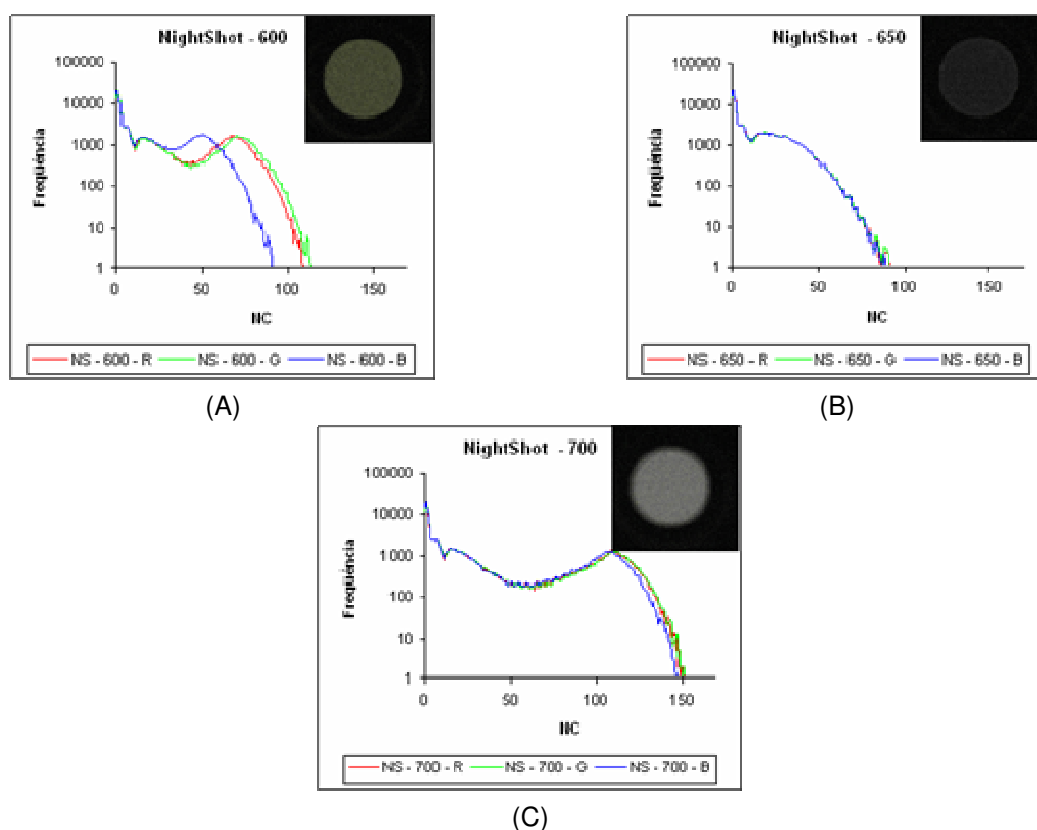 NightShot - 600
100000
10000
1000
100
10
1
Freqüência
0 50 100 150
NC
NS - 600 - R NS - 600 - G NS - 600 - B
(A)
NightShot - 650
100000
10000
1000
100
10
1
Freqüência
0 50 100 150
NC
NS - 650 - R NS - 650 - G NS - 650 - B
(B)
NightShot - 700
100000
10000
1000
100
10
1
Freqüência
0 50 100 150
NC
NS - 700 - R NS - 700 - G NS - 700 - B
(C)